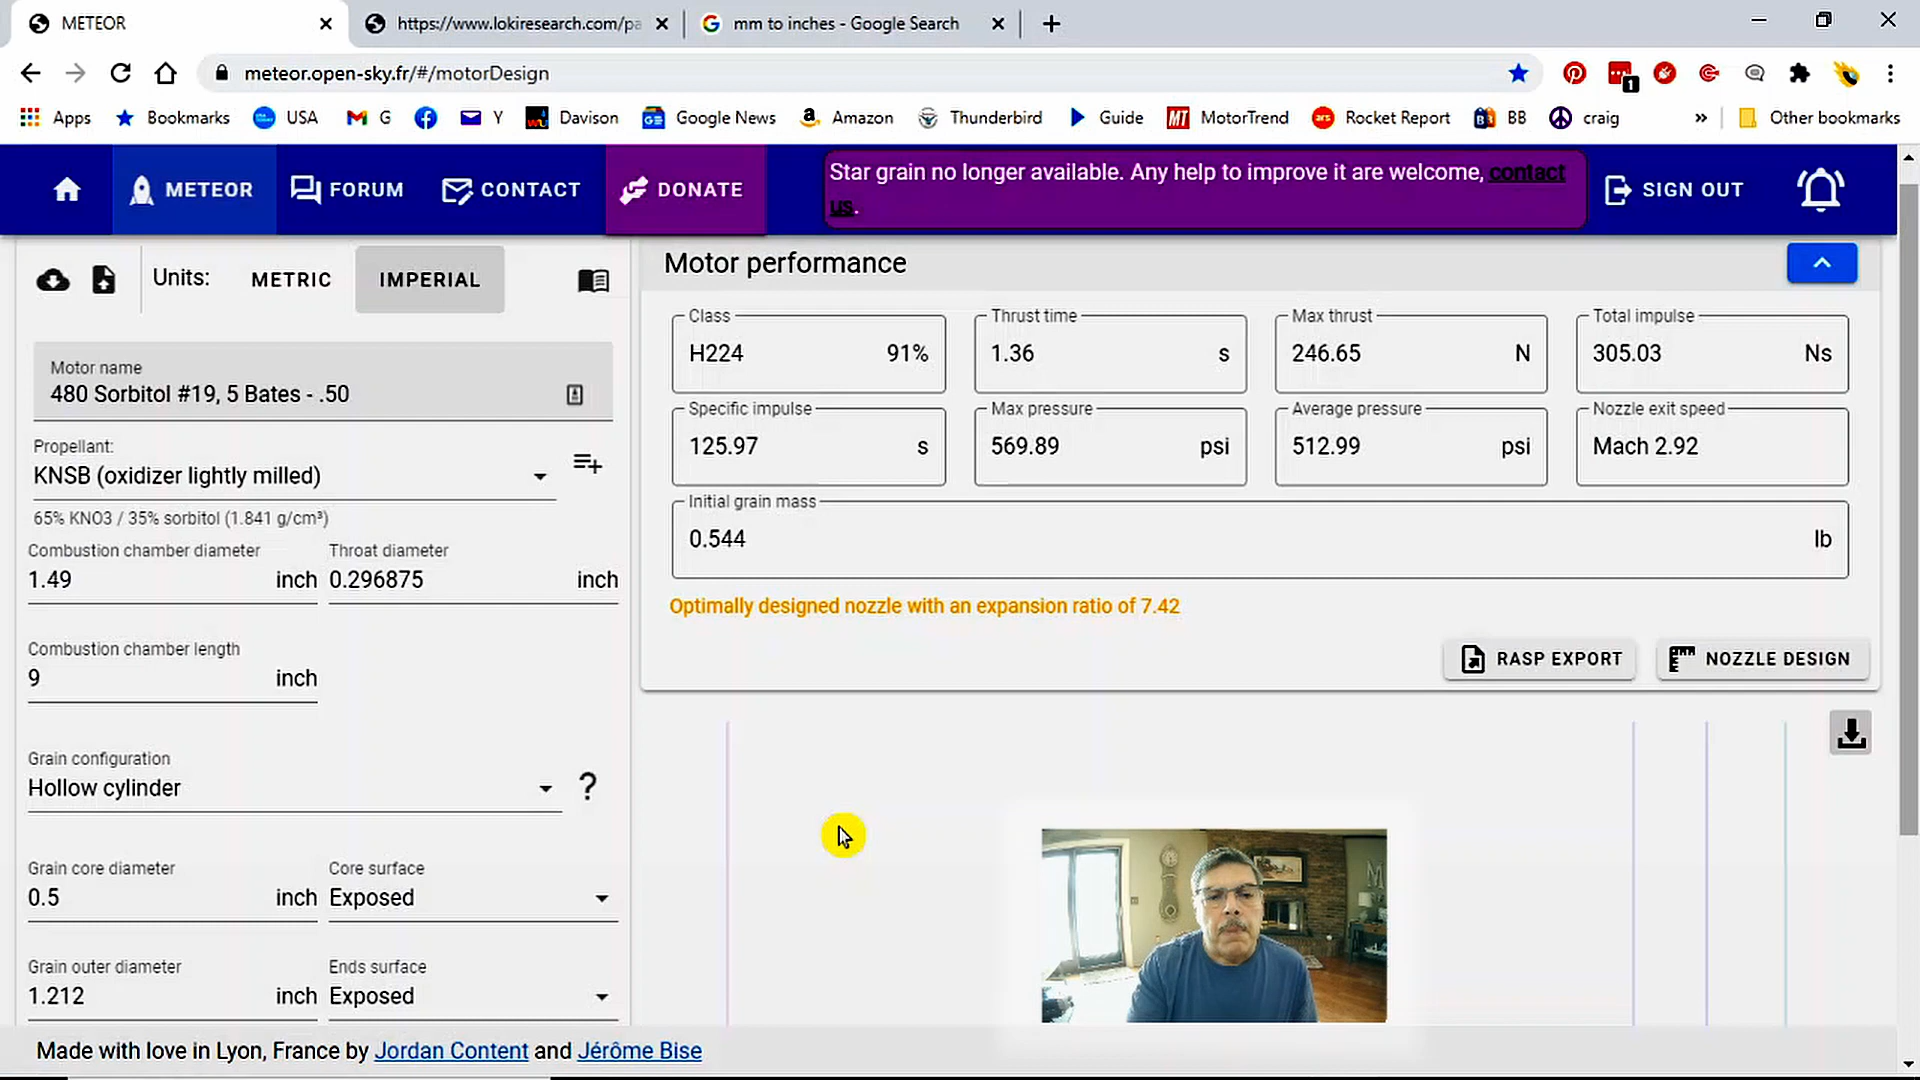 METEOR
https://www.lokiresearch.com/pa
mm to inches - Google Search
meteor.open-sky.fr/#/motorDesign
1
Apps
Bookmarks
USA
G
Y
Davison
Google News
Amazon
Thunderbird
Guide
MT MotorTrend
ars Rocket Report
BB
craig
»
Other bookmarks
METEOR
FORUM
CONTACT
DONATE
Star grain no longer available. Any help to improve it are welcome, contact
us.
SIGN OUT
Units:
METRIC
IMPERIAL
Motor name
480 Sorbitol #19, 5 Bates - .50
Propellant:
KNSB (oxidizer lightly milled)
65% KNO3 / 35% sorbitol (1.841 g/cm³)
Combustion chamber diameter
1.49 inch
Throat diameter
0.296875 inch
Combustion chamber length
9 inch
Grain configuration
Hollow cylinder
?
Grain core diameter
0.5 inch
Core surface
Exposed
Grain outer diameter
1.212 inch
Ends surface
Exposed
Motor performance
Class
H224 91%
Thrust time
1.36 s
Max thrust
246.65 N
Total impulse
305.03 Ns
Specific impulse
125.97 s
Max pressure
569.89 psi
Average pressure
512.99 psi
Nozzle exit speed
Mach 2.92
Initial grain mass
0.544 lb
Optimally designed nozzle with an expansion ratio of 7.42
RASP EXPORT
NOZZLE DESIGN
M
Made with love in Lyon, France by Jordan Content and Jérôme Bise